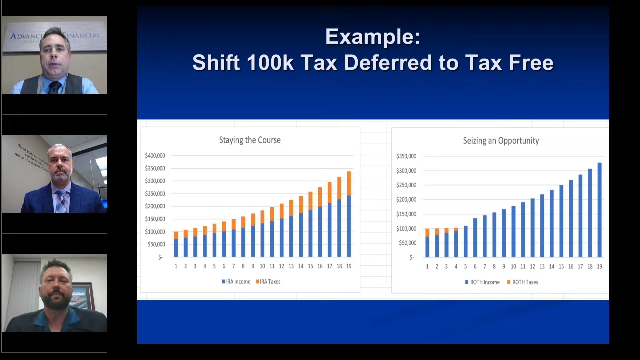 ADVANCED FINANCIAL
Example:
Shift 100k Tax Deferred to Tax Free
Staying the Course
$400,000
$350,000
$300,000
$250,000
$200,000
$150,000
$100,000
$50,000
$-
1 2 3 4 5 6 7 8 9 10 11 12 13 14 15 16 17 18 19
IRA Income IRA Taxes
Seizing an Opportunity
$350,000
$300,000
$250,000
$200,000
$150,000
$100,000
$50,000
$-
1 2 3 4 5 6 7 8 9 10 11 12 13 14 15 16 17 18 19
ROTH Income ROTH Taxes